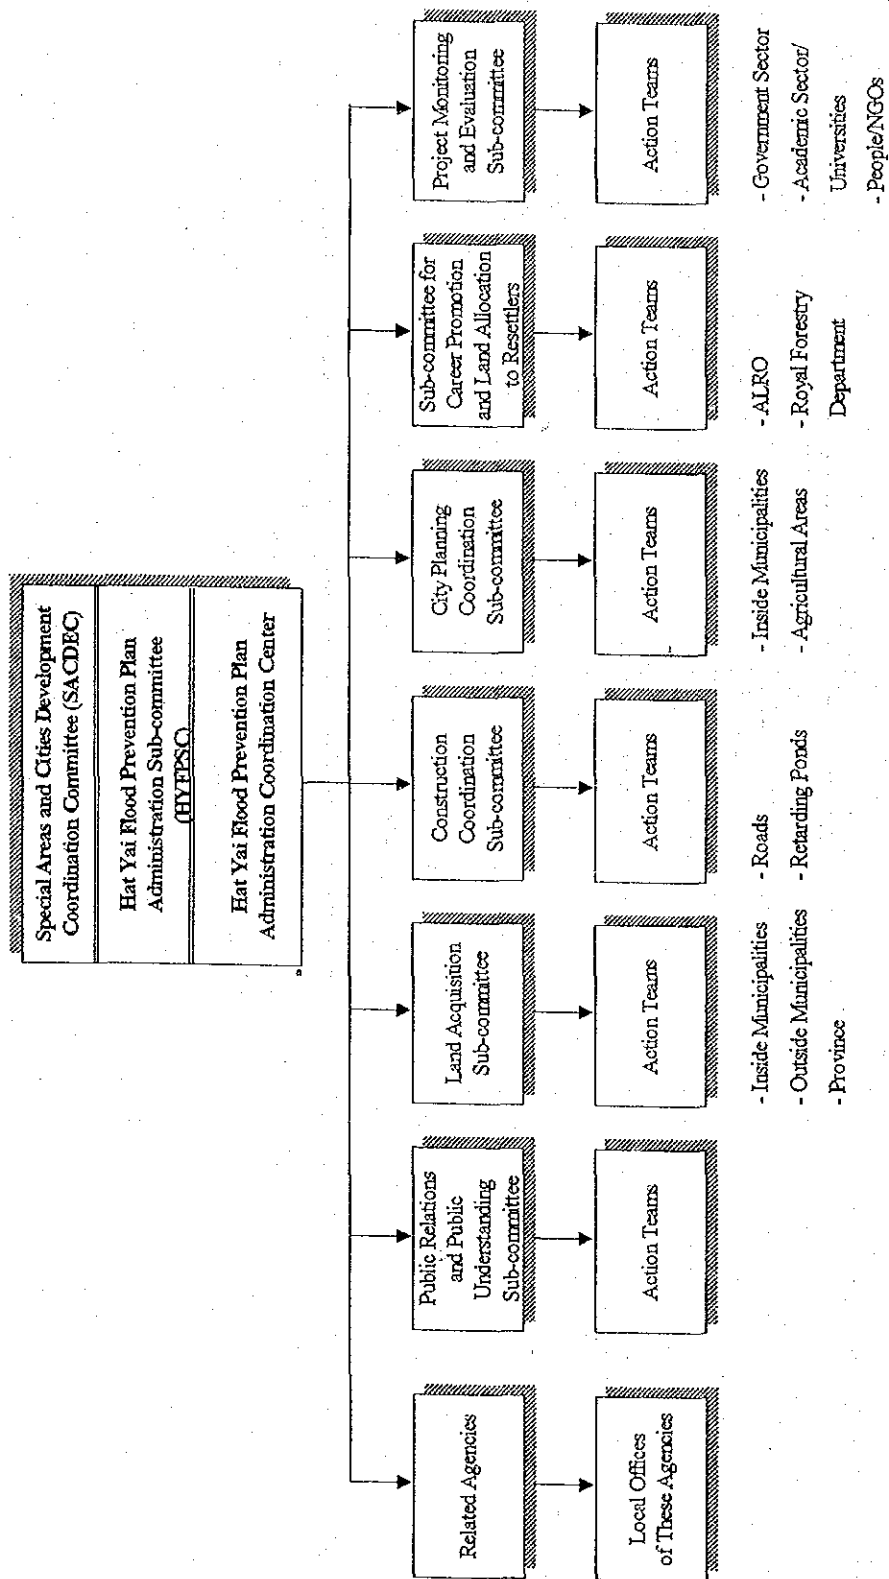 Special Areas and Cities Development
Coordination Committee (SACDEC)
Hat Yai Flood Prevention Plan
Administration Sub-committee
(HYFPSC)
Hat Yai Flood Prevention Plan
Administration Coordination Center
Related Agencies
Public Relations
and Public
Understanding
Sub-committee
Land Acquisition
Sub-committee
Construction
Coordination
Sub-committee
City Planning
Coordination
Sub-committee
Sub-committee for
Career Promotion
and Land Allocation
to Resettlers
Project Monitoring
and Evaluation
Sub-committee
Local Offices
of These Agencies
Action Teams
Action Teams
Action Teams
Action Teams
Action Teams
Action Teams
- Inside Municipalities
- Outside Municipalities
- Province
- Roads
- Retarding Ponds
- Inside Municipalities
- Agricultural Areas
- ALRO
- Royal Forestry
Department
- Government Sector
- Academic Sector/
Universities
- People/NGOs